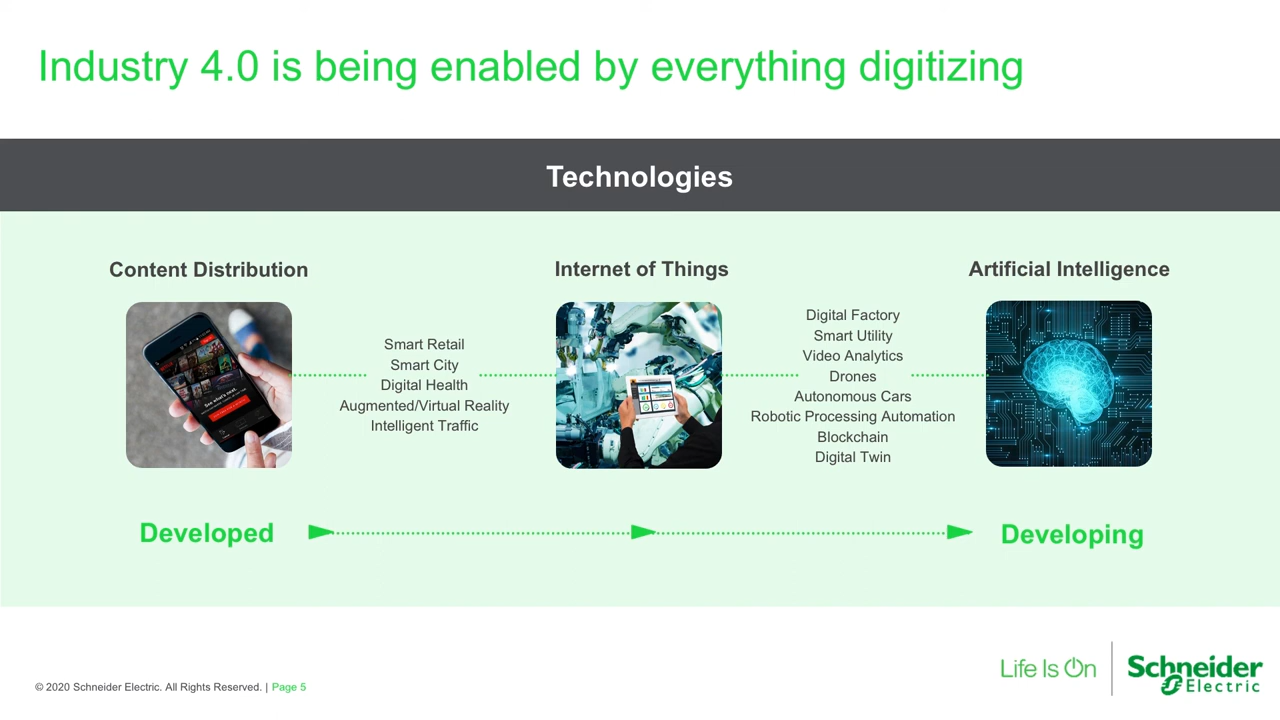 Industry 4.0 is being enabled by everything digitizing
Technologies
Content Distribution
Internet of Things
Artificial Intelligence
Smart Retail
Smart City
Digital Health
Augmented/Virtual Reality
Intelligent Traffic
Digital Factory
Smart Utility
Video Analytics
Drones
Autonomous Cars
Robotic Processing Automation
Blockchain
Digital Twin
See what's next.
Developed
Developing
© 2020 Schneider Electric. All Rights Reserved. | Page 5
Life Is On
Schneider
Electric